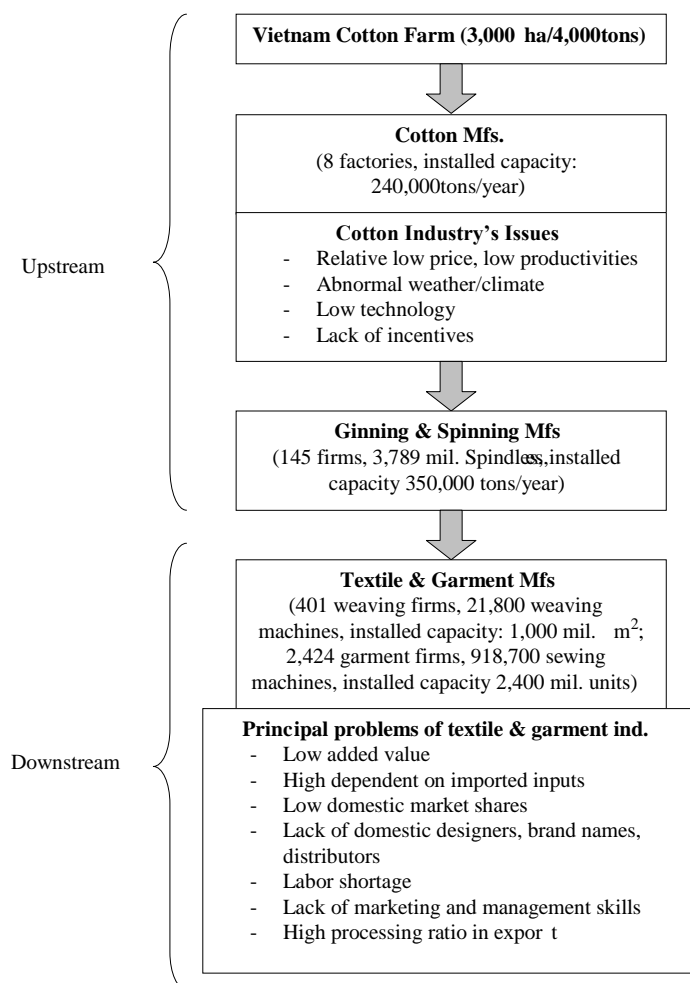 Vietnam Cotton Farm (3,000 ha/4,000tons)
Cotton Mfs.
(8 factories, installed capacity:
240,000tons/year)
Cotton Industry's Issues
- Relative low price, low productivities
- Abnormal weather/climate
- Low technology
- Lack of incentives
Upstream
Ginning & Spinning Mfs
(145 firms, 3,789 mil. Spindles, installed
capacity 350,000 tons/year)
Textile & Garment Mfs
(401 weaving firms, 21,800 weaving
machines, installed capacity: 1,000 mil. m²;
2,424 garment firms, 918,700 sewing
machines, installed capacity 2,400 mil. units)
Principal problems of textile & garment ind.
- Low added value
- High dependent on imported inputs
- Low domestic market shares
- Lack of domestic designers, brand names,
distributors
- Labor shortage
- Lack of marketing and management skills
- High processing ratio in expor t
Downstream